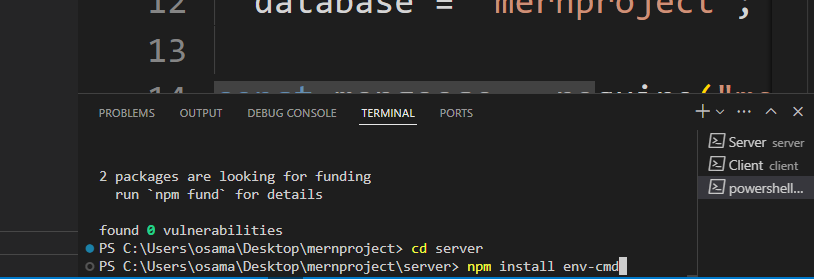 12 database = "mernproject";
13
14
PROBLEMS OUTPUT DEBUG CONSOLE TERMINAL PORTS
Server server
Client client
powershell...
2 packages are looking for funding
run `npm fund` for details
found 0 vulnerabilities
PS C:\Users\osama\Desktop\mernproject> cd server
PS C:\Users\osama\Desktop\mernproject\server> npm install env-cmd